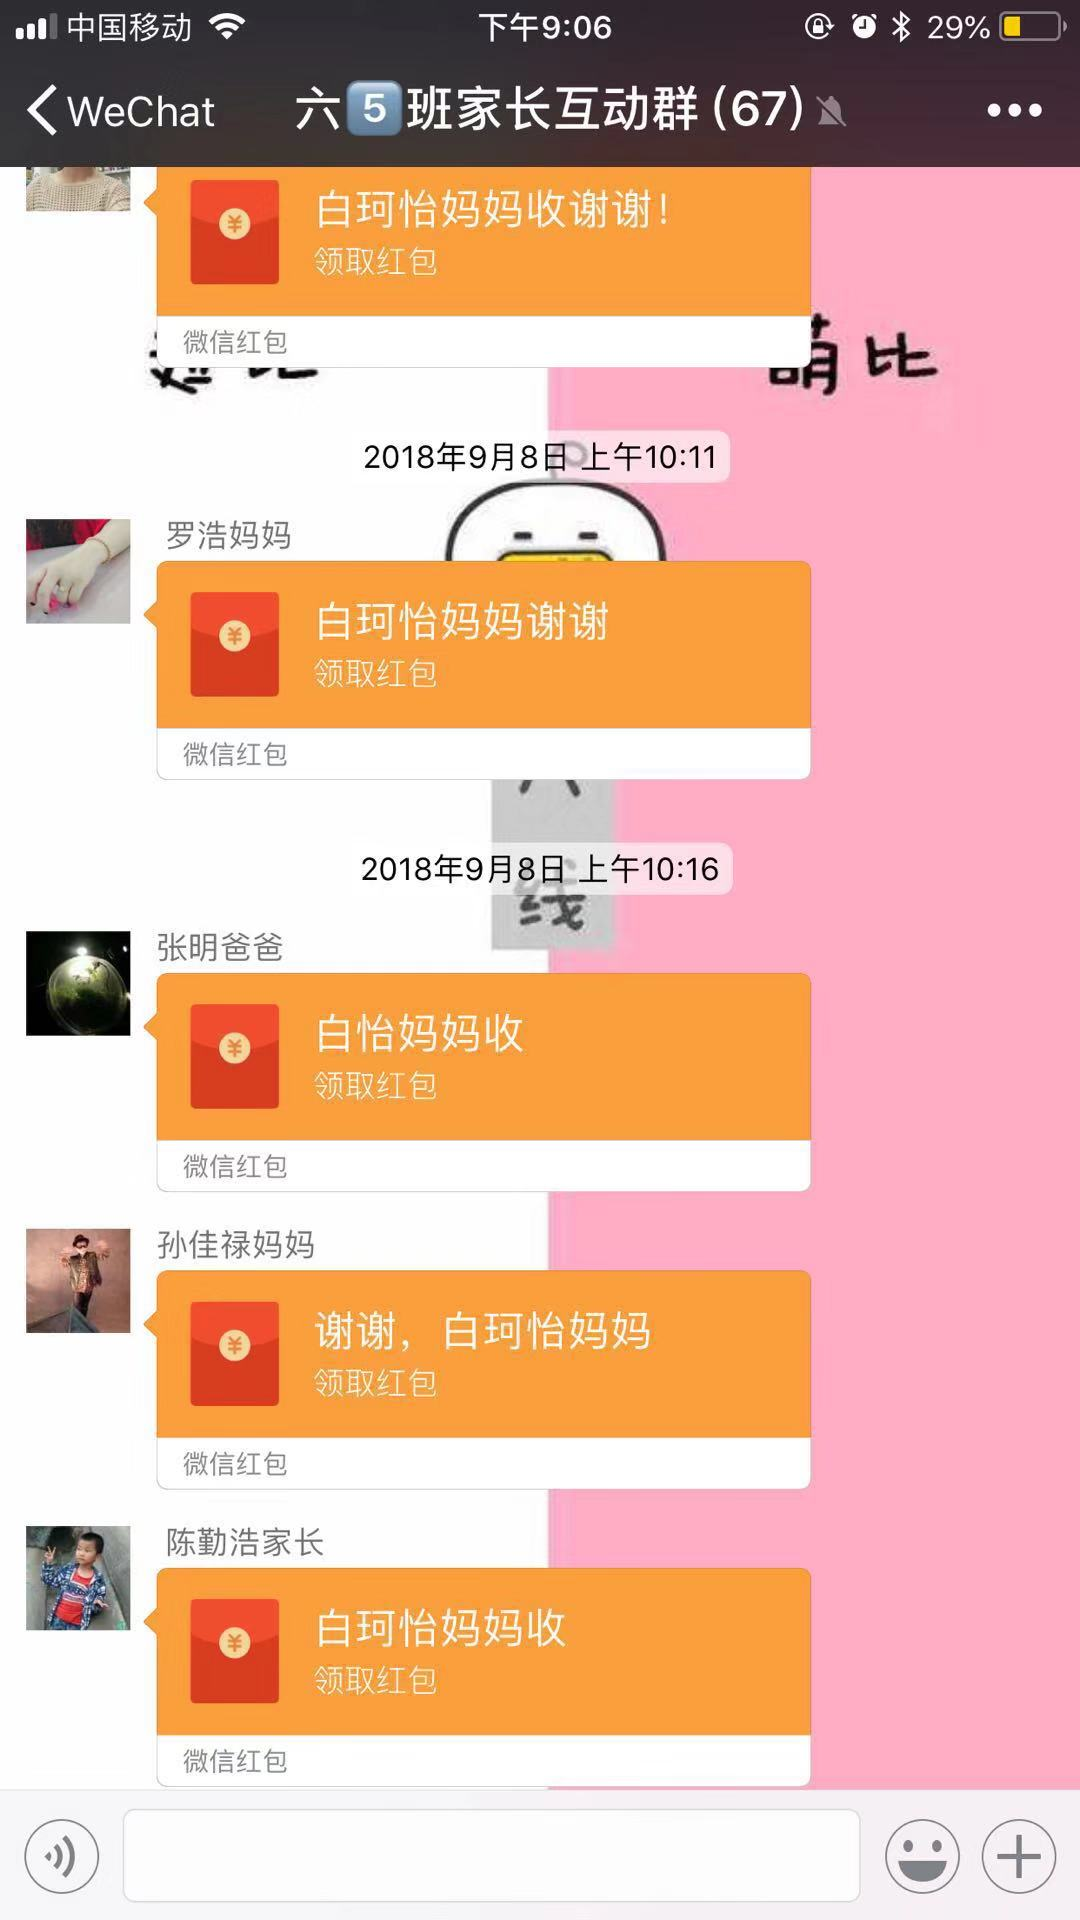 中国移动
下午9:06
29%
WeChat
六5班家长互动群(67)
白珂怡妈妈收谢谢！
领取红包
微信红包
萌比
2018年9月8日 上午10:11
罗浩妈妈
白珂怡妈妈谢谢
领取红包
微信红包
2018年9月8日 上午10:16
线
张明爸爸
白怡妈妈收
领取红包
微信红包
孙佳禄妈妈
谢谢，白珂怡妈妈
领取红包
微信红包
陈勤浩家长
白珂怡妈妈收
领取红包
微信红包